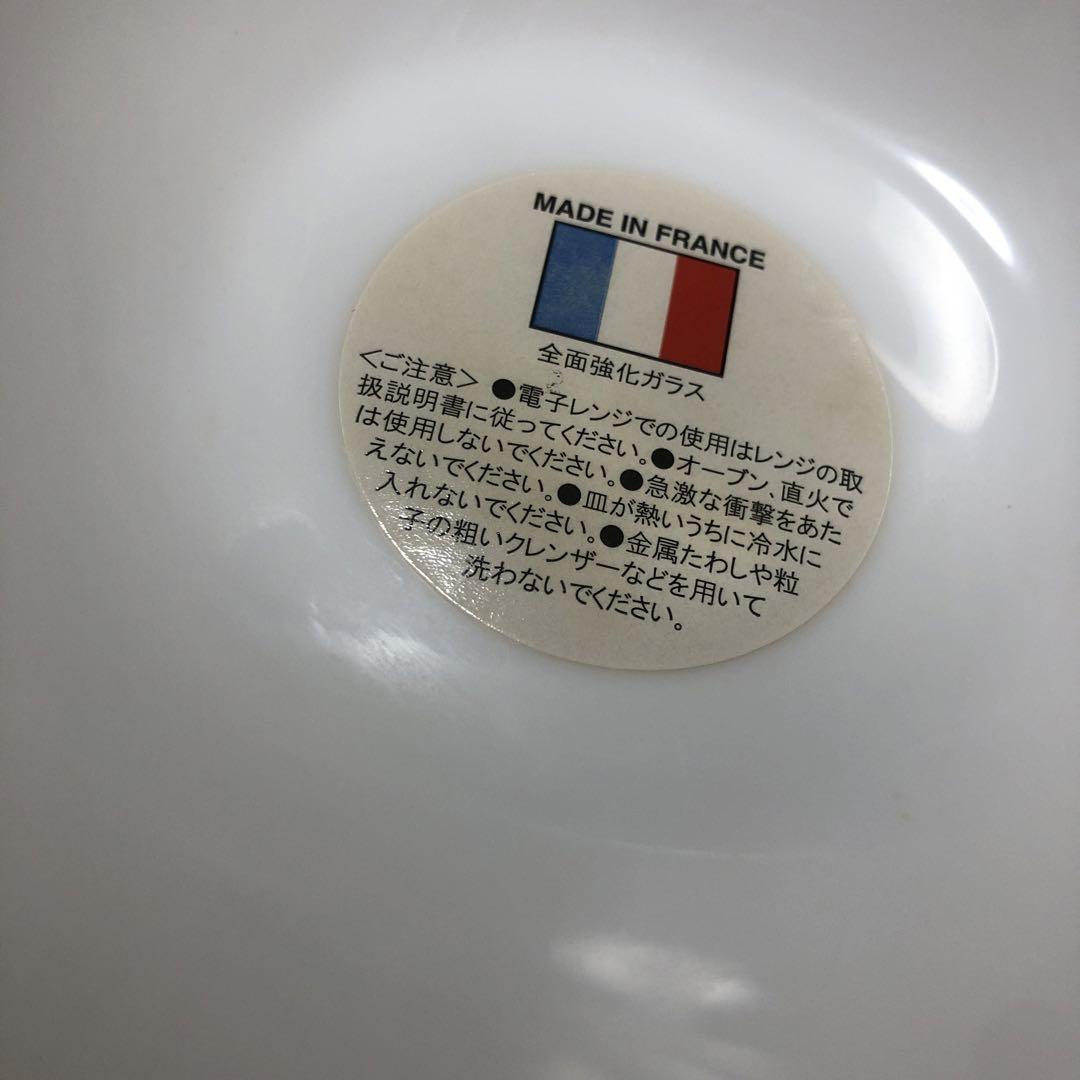 MADE IN FRANCE
全面強化ガラス
＜ご注意＞ ●電子レンジでの使用はレンジの取
扱説明書に従ってください。●オーブン、直火で
は使用しないでください。●急激な衝撃をあた
えないでください。●皿が熱いうちに冷水に
入れないでください。●金属たわしや粒
子の粗いクレンザーなどを用いて
洗わないでください。